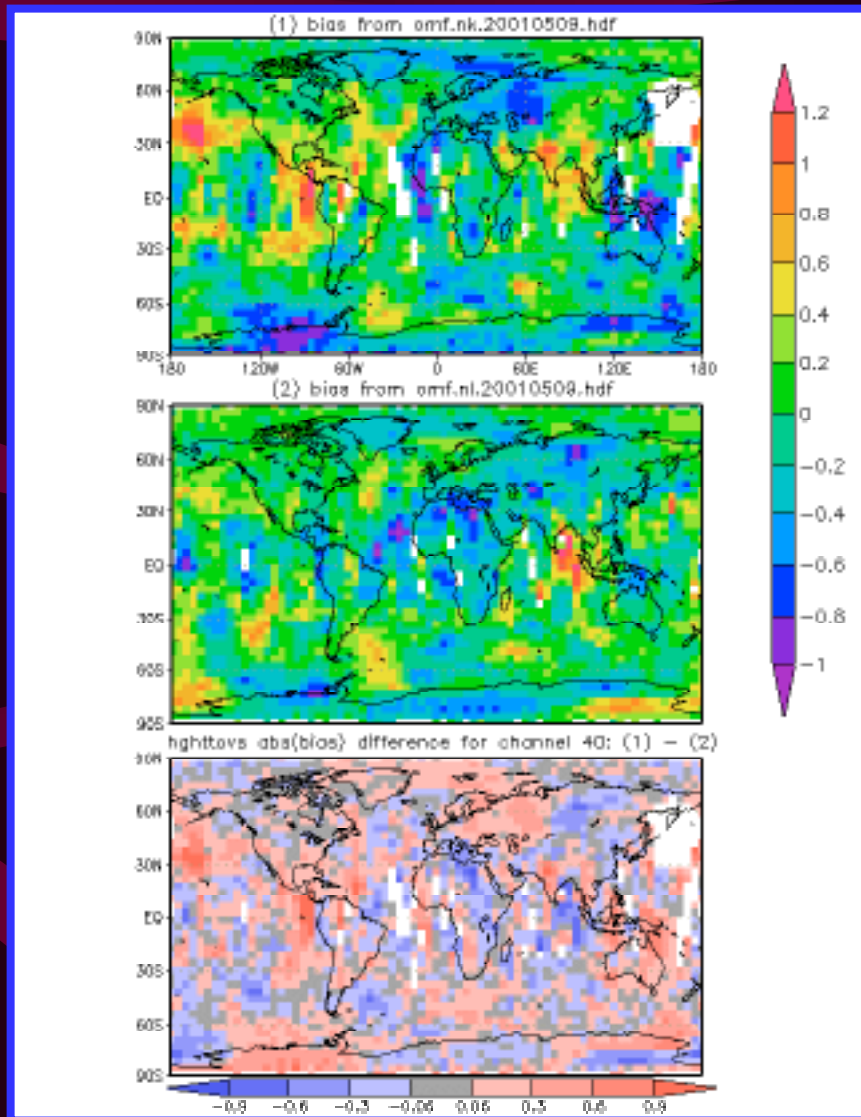 (1) bias from omf.nk.20010509.hdf
90N
60N
30N
EQ
30S
60S
90S
180 120W 60W 0 60E 120E 180
(2) bias from omf.nl.20010509.hdf
90N
60N
30N
EQ
30S
60S
90S
hghttovs abs(bias) difference for channel 40: (1) – (2)
90N
60N
30N
EQ
30S
60S
90S
-0.9 -0.6 -0.3 -0.05 0.05 0.3 0.6 0.9
1.2
1
0.8
0.6
0.4
0.2
0
-0.2
-0.4
-0.6
-0.8
-1